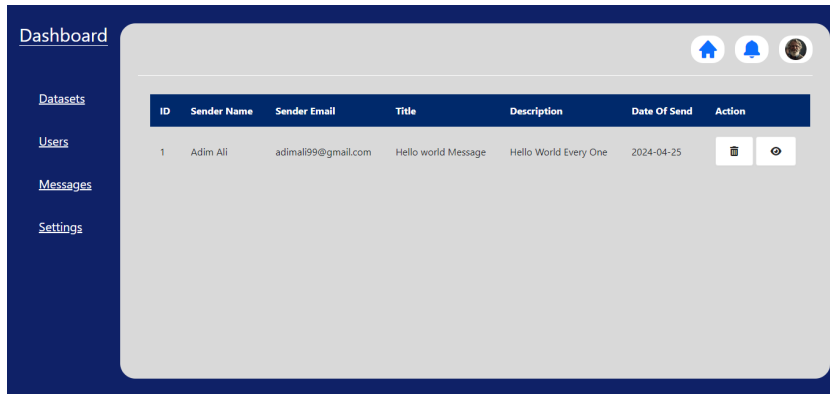 Dashboard
Datasets
Users
Messages
Settings
ID Sender Name Sender Email Title Description Date Of Send Action
1 Adim Ali adimali99@gmail.com Hello world Message Hello World Every One 2024-04-25